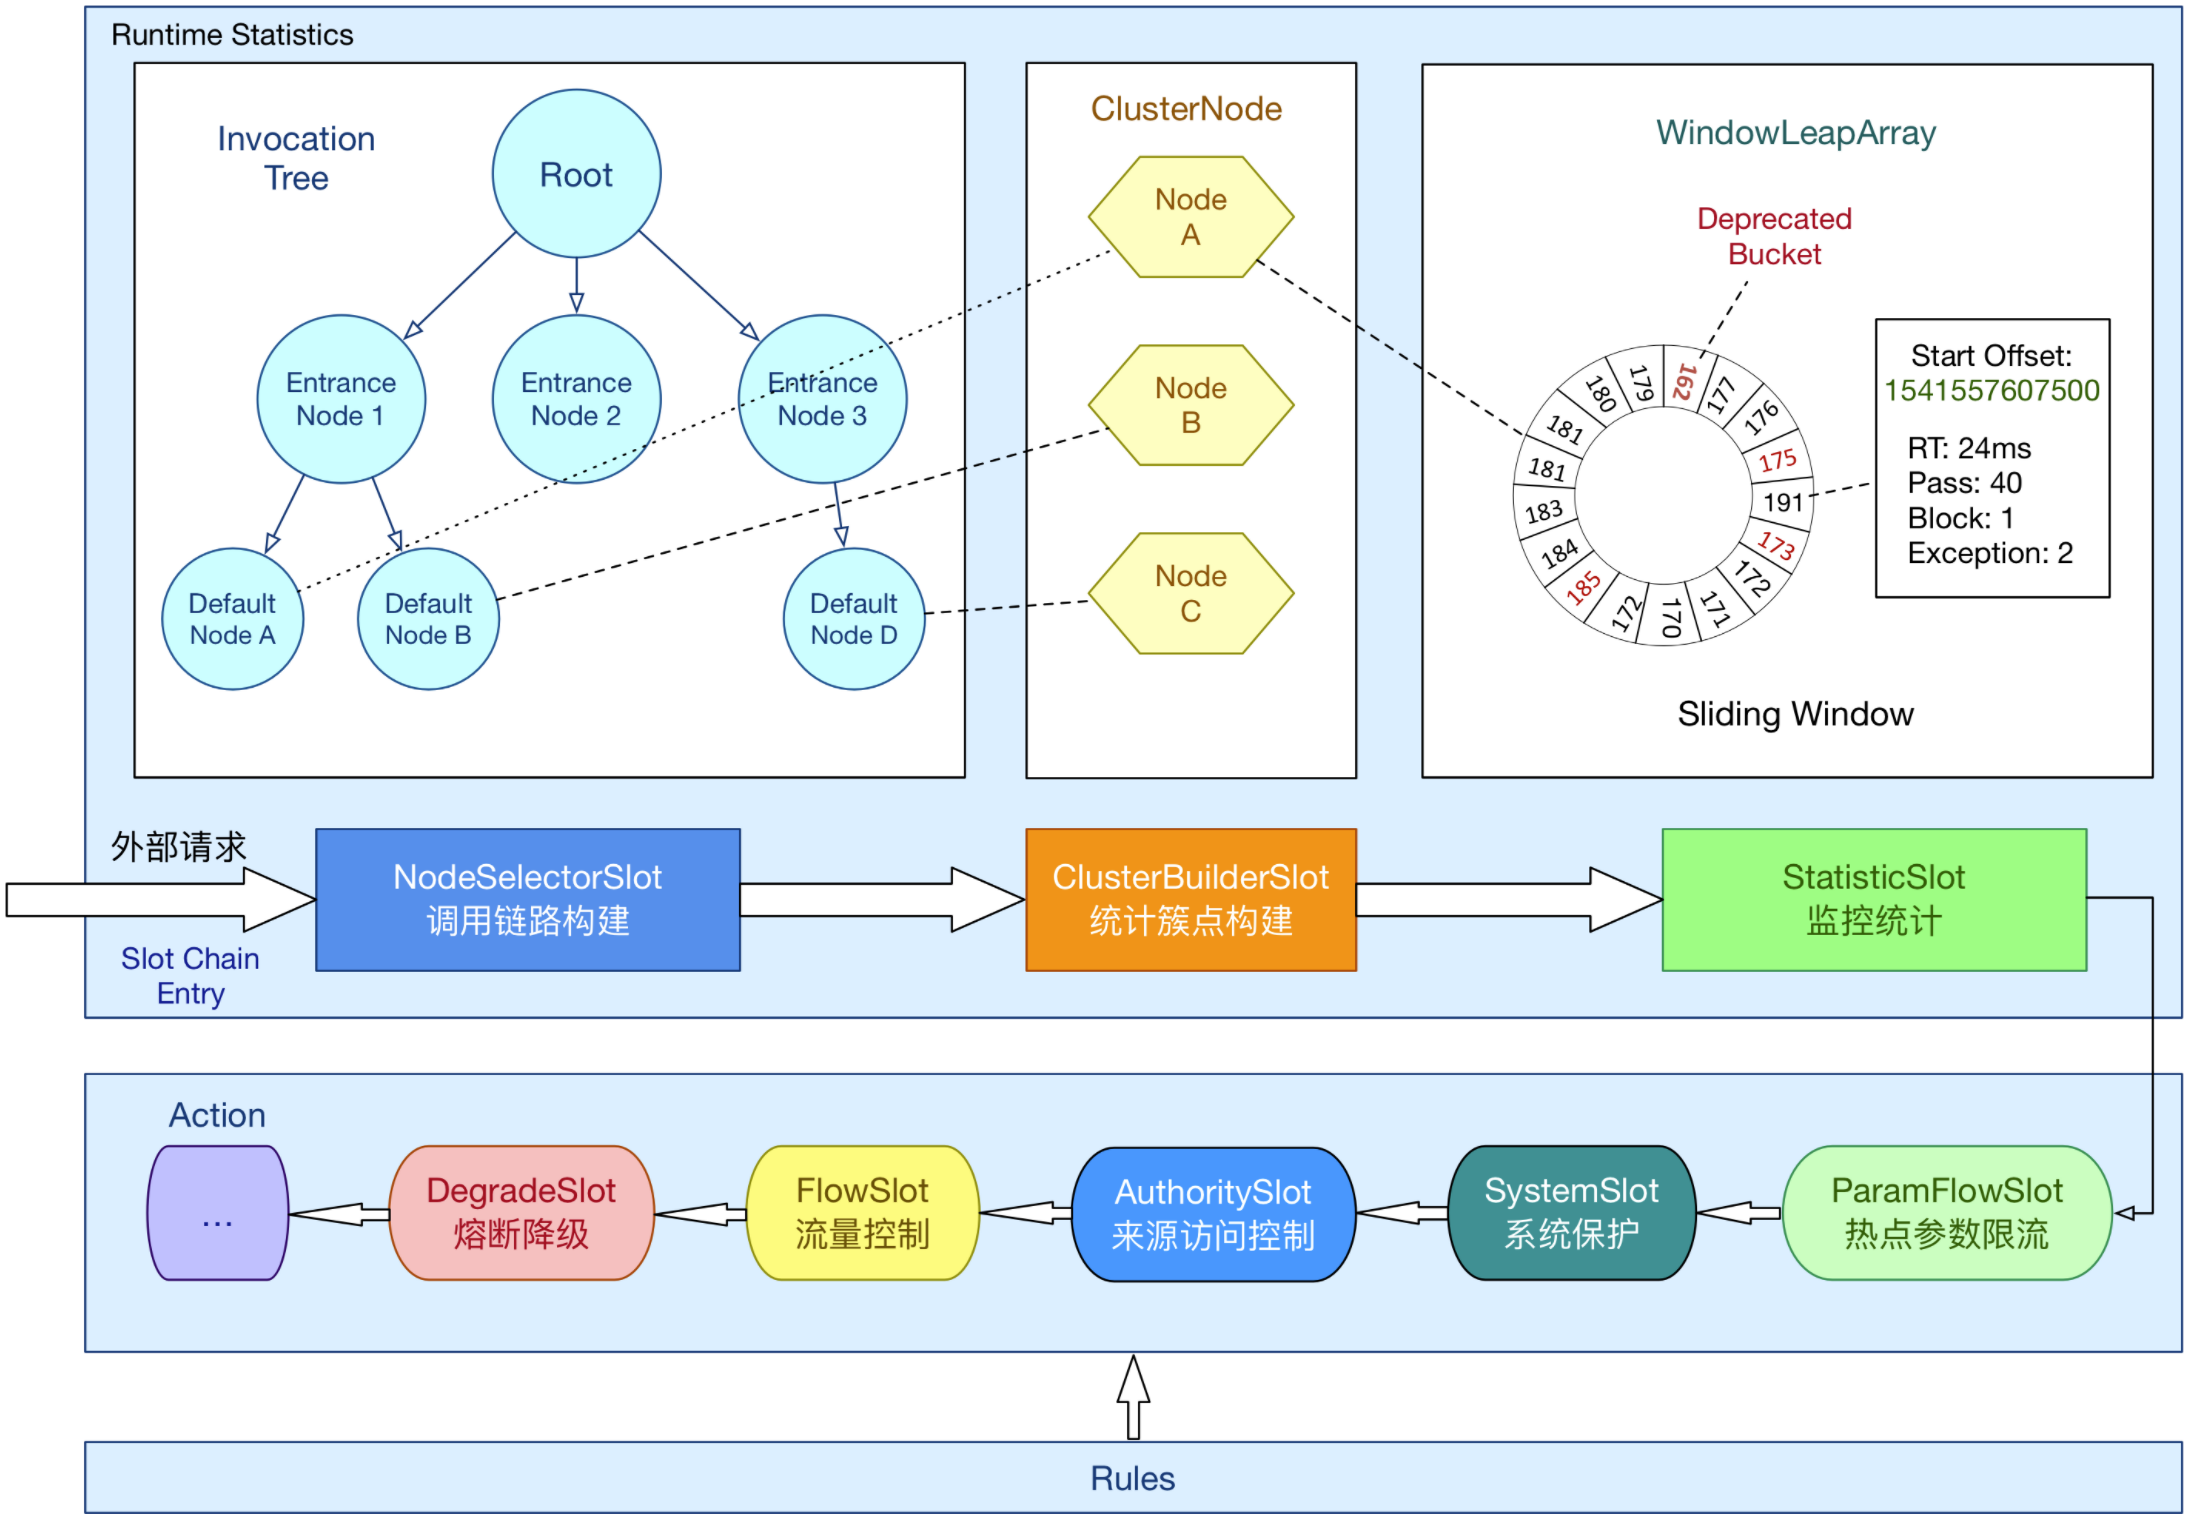 Runtime Statistics
Invocation
Tree
Root
Entrance
Node 1
Entrance
Node 2
Entrance
Node 3
Default
Node A
Default
Node B
Default
Node D
ClusterNode
Node
A
Node
B
Node
C
WindowLeapArray
Deprecated
Bucket
162
177
176
175
191
173
172
171
170
172
185
184
183
181
181
180
179
Start Offset:
1541557607500
RT: 24ms
Pass: 40
Block: 1
Exception: 2
Sliding Window
外部请求
Slot Chain
Entry
NodeSelectorSlot
调用链路构建
ClusterBuilderSlot
统计簇点构建
StatisticSlot
监控统计
Action
...
DegradeSlot
熔断降级
FlowSlot
流量控制
AuthoritySlot
来源访问控制
SystemSlot
系统保护
ParamFlowSlot
热点参数限流
Rules